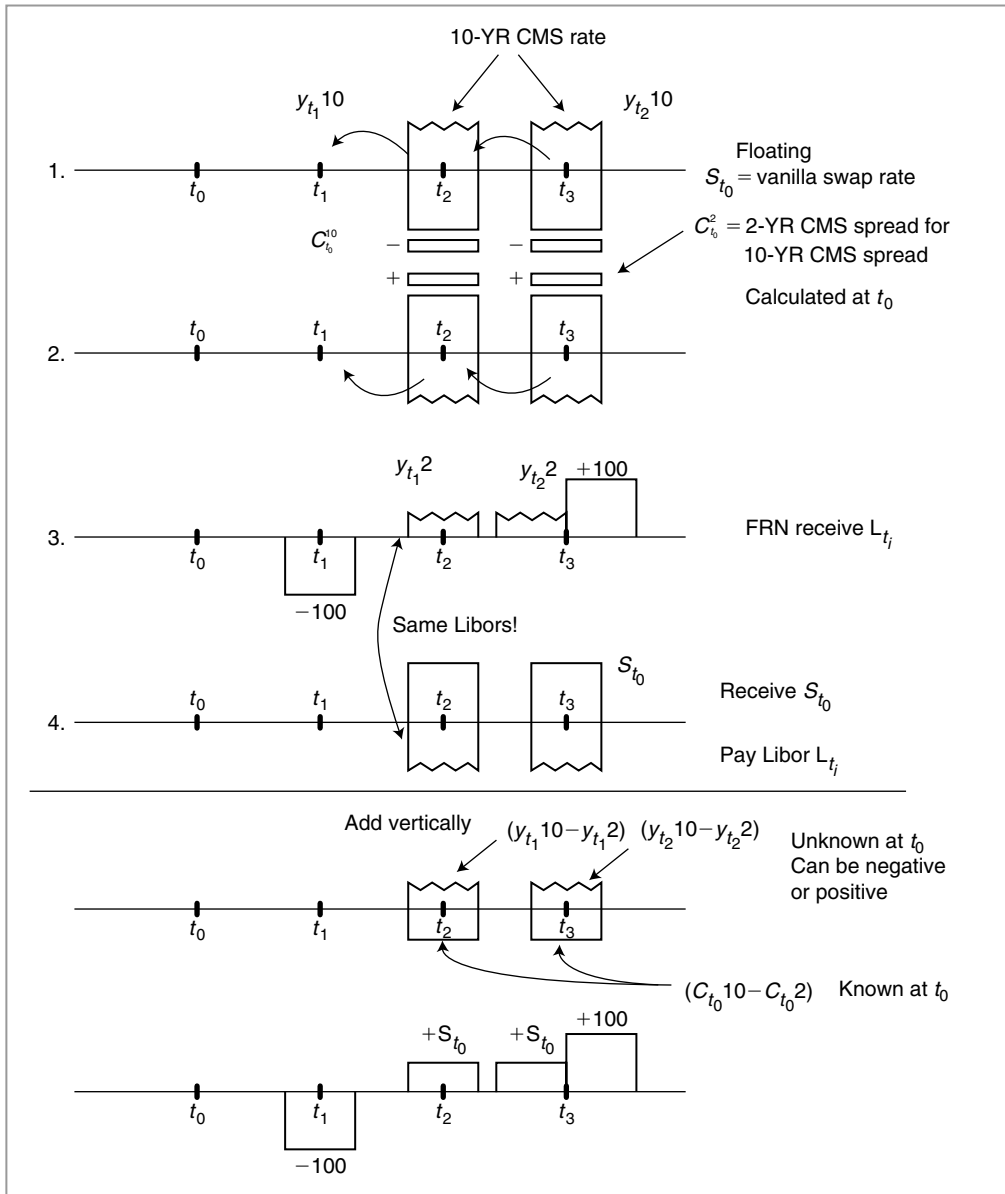 10-YR CMS rate
y_{t_1}10 y_{t_2}10
1.
t_0 t_1 t_2 t_3
Floating
S_{t_0} = vanilla swap rate
C_{t_0}^{10} − −
C_{t_0}^{2} = 2-YR CMS spread for
10-YR CMS spread
+ +
Calculated at t_0
2.
t_0 t_1 t_2 t_3
y_{t_1}2 y_{t_2}2 +100
3.
FRN receive L_{t_i}
t_0 t_1 t_2 t_3
−100
Same Libors!
S_{t_0}
4.
t_0 t_1 t_2 t_3
Receive S_{t_0}
Pay Libor L_{t_i}
Add vertically (y_{t_1}10−y_{t_1}2) (y_{t_2}10−y_{t_2}2)
Unknown at t_0
Can be negative
or positive
t_0 t_1 t_2 t_3
(C_{t_0}10−C_{t_0}2) Known at t_0
+S_{t_0} +S_{t_0} +100
t_0 t_1 t_2 t_3
−100